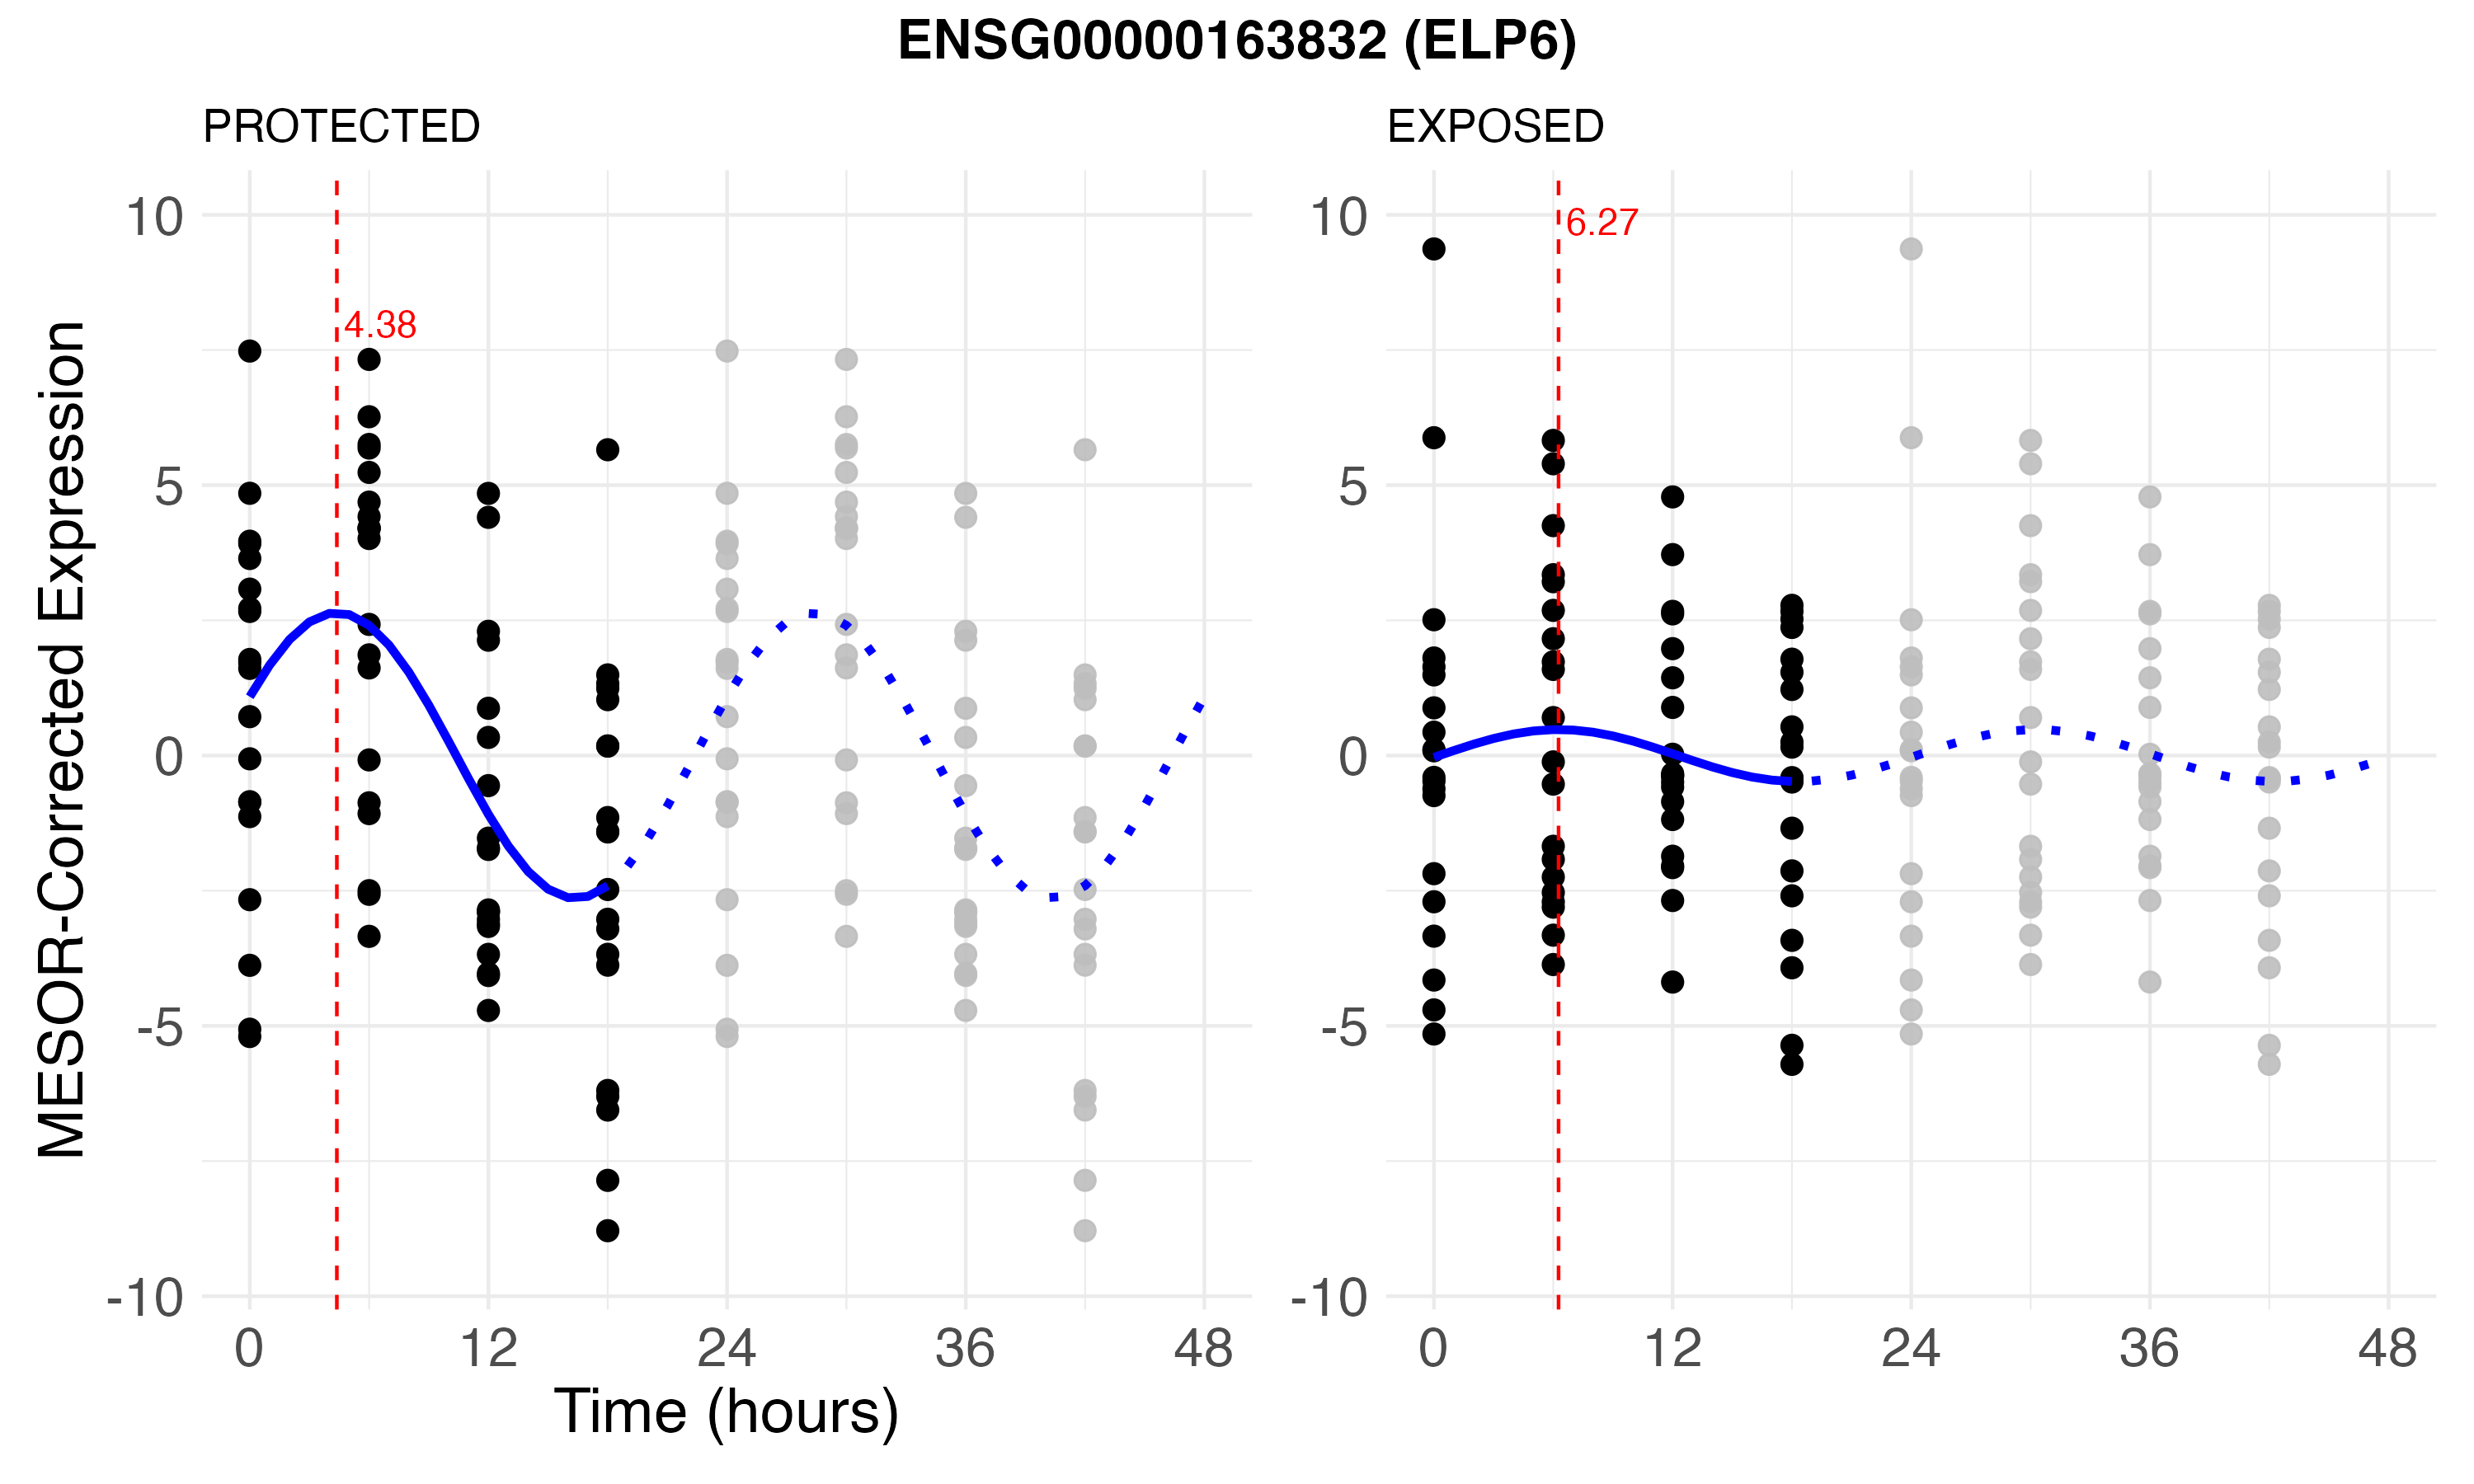 ENSG00000163832 (ELP6)
PROTECTED
EXPOSED
MESOR-Corrected Expression
10
5
0
-5
-10
4.38
0 12 24 36 48
Time (hours)
10
5
0
-5
-10
6.27
0 12 24 36 48